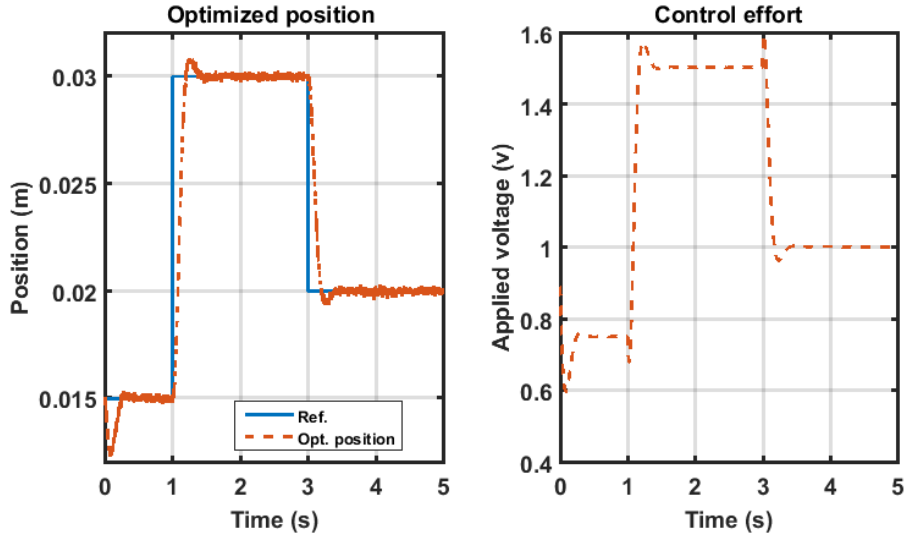 Optimized position
Position (m)
0.03
0.025
0.02
0.015
0 1 2 3 4 5
Time (s)
Ref.
Opt. position
Control effort
Applied voltage (v)
1.6
1.4
1.2
1
0.8
0.6
0.4
0 1 2 3 4 5
Time (s)